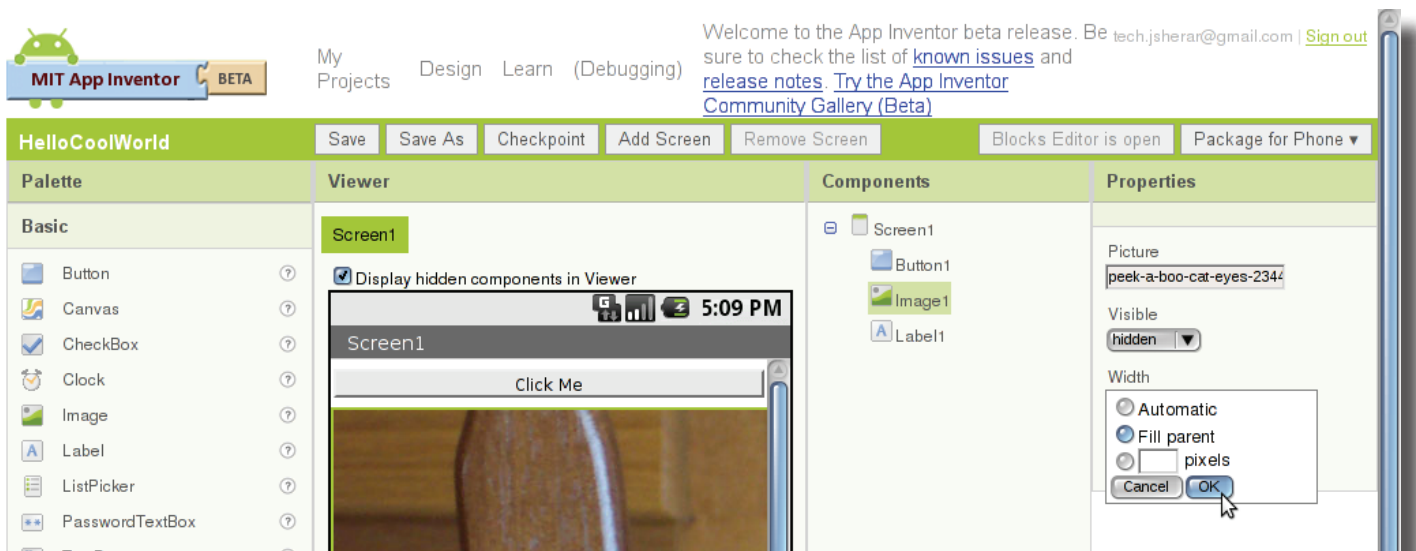 MIT App Inventor BETA
My Projects Design Learn (Debugging)
Welcome to the App Inventor beta release. Be
sure to check the list of known issues and
release notes. Try the App Inventor
Community Gallery (Beta)
tech.jsherar@gmail.com | Sign out
HelloCoolWorld
Save Save As Checkpoint Add Screen Remove Screen Blocks Editor is open Package for Phone
Palette
Basic
Button
Canvas
CheckBox
Clock
Image
Label
ListPicker
PasswordTextBox
Viewer
Screen1
Display hidden components in Viewer
5:09 PM
Screen1
Click Me
Components
Screen1
Button1
Image1
Label1
Properties
Picture
peek-a-boo-cat-eyes-2344
Visible
hidden
Width
Automatic
Fill parent
pixels
Cancel OK